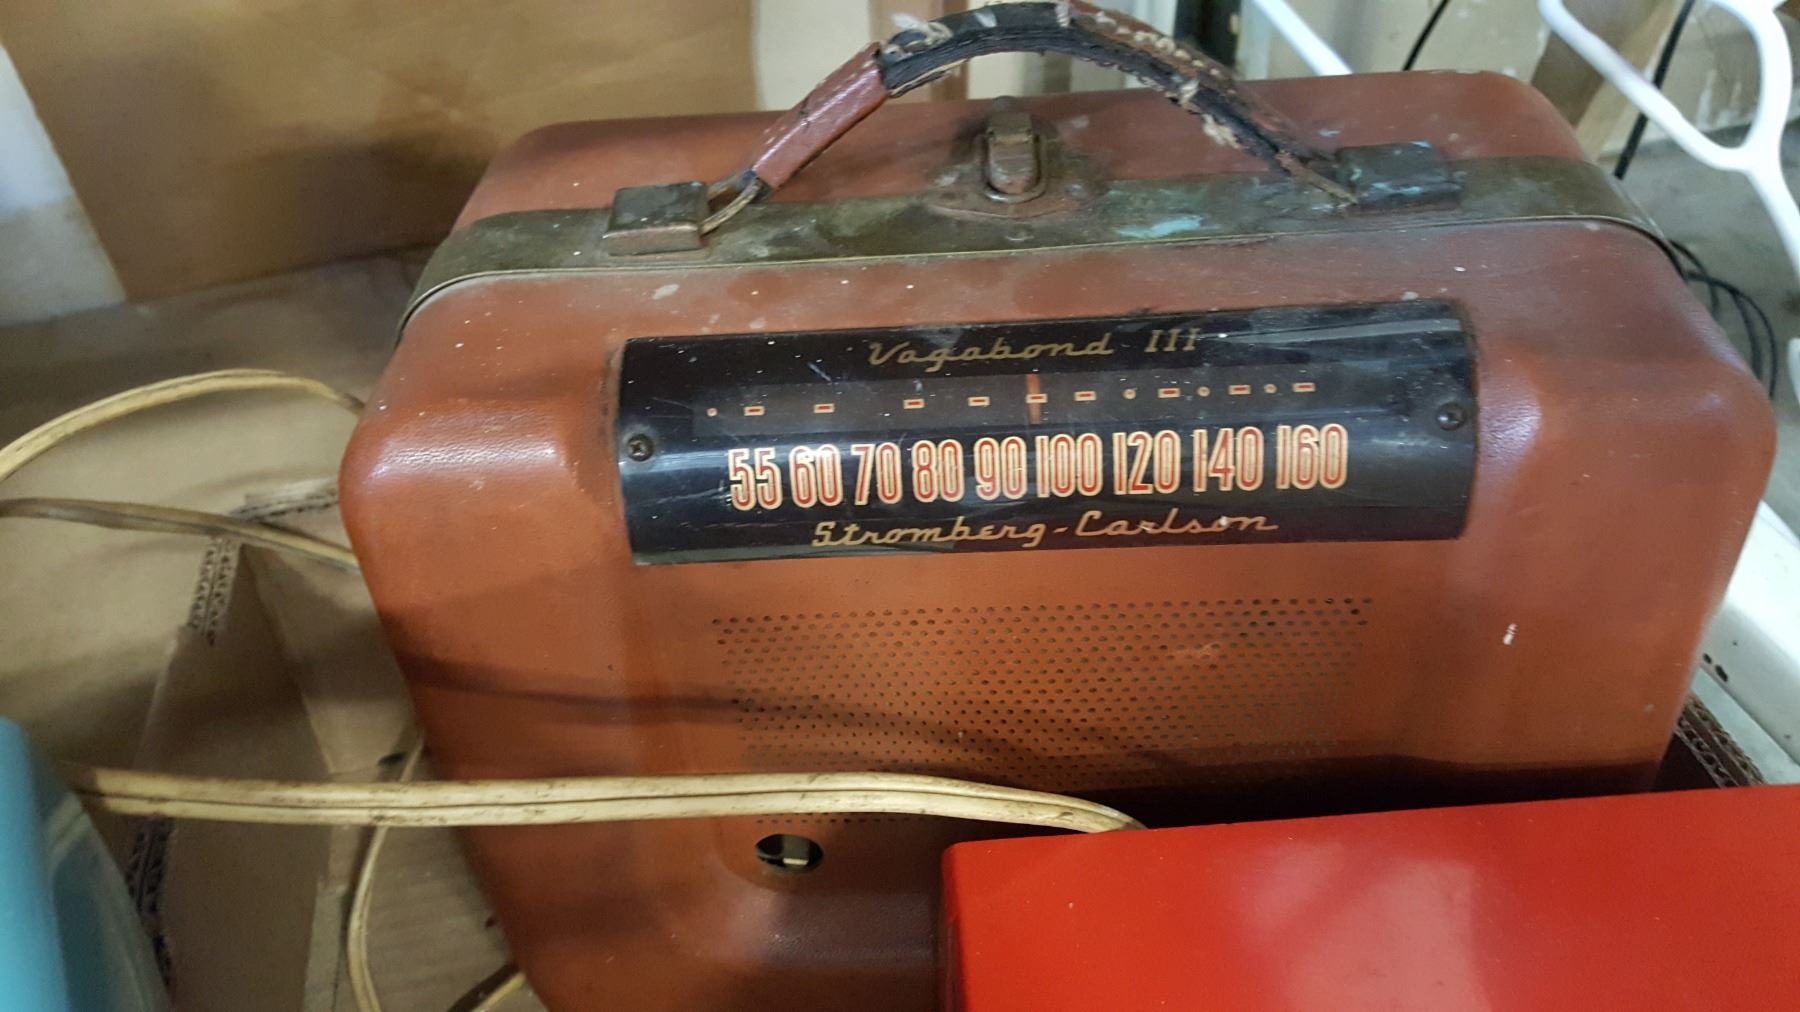 Vagabond III
55 60 70 80 90 100 120 140 160
Stromberg-Carlson